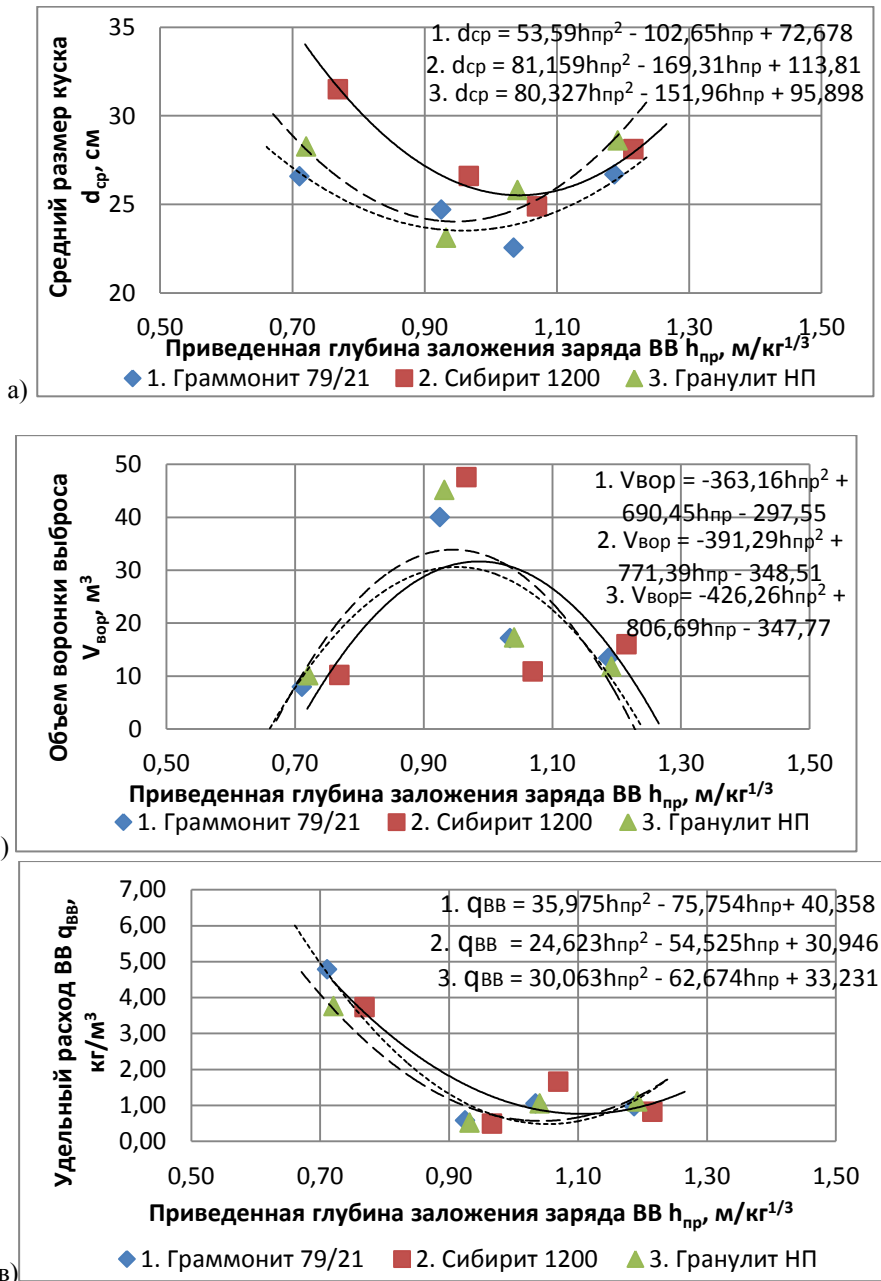 35
30
25
20
1. dср = 53,59hпр² - 102,65hпр + 72,678
2. dср = 81,159hпр² - 169,31hпр + 113,81
3. dср = 80,327hпр² - 151,96hпр + 95,898
Средний размер куска
dср, см
0,50 0,70 0,90 1,10 1,30 1,50
Приведенная глубина заложения заряда ВВ hпр, м/кг1/3
1. Граммонит 79/21 2. Сибирит 1200 3. Гранулит НП
а)
50
40
30
20
10
0
1. Vвор = -363,16hпр² +
690,45hпр - 297,55
2. Vвор = -391,29hпр² +
771,39hпр - 348,51
3. Vвор= -426,26hпр² +
806,69hпр - 347,77
Объем воронки выброса
Vвор, м³
0,50 0,70 0,90 1,10 1,30 1,50
Приведенная глубина заложения заряда ВВ hпр, м/кг1/3
1. Граммонит 79/21 2. Сибирит 1200 3. Гранулит НП
)
7,00
6,00
5,00
4,00
3,00
2,00
1,00
0,00
1. qВВ = 35,975hпр² - 75,754hпр+ 40,358
2. qВВ = 24,623hпр² - 54,525hпр + 30,946
3. qВВ = 30,063hпр² - 62,674hпр + 33,231
Удельный расход ВВ qВВ,
кг/м³
0,50 0,70 0,90 1,10 1,30 1,50
Приведенная глубина заложения заряда ВВ hпр, м/кг1/3
в)
1. Граммонит 79/21 2. Сибирит 1200 3. Гранулит НП